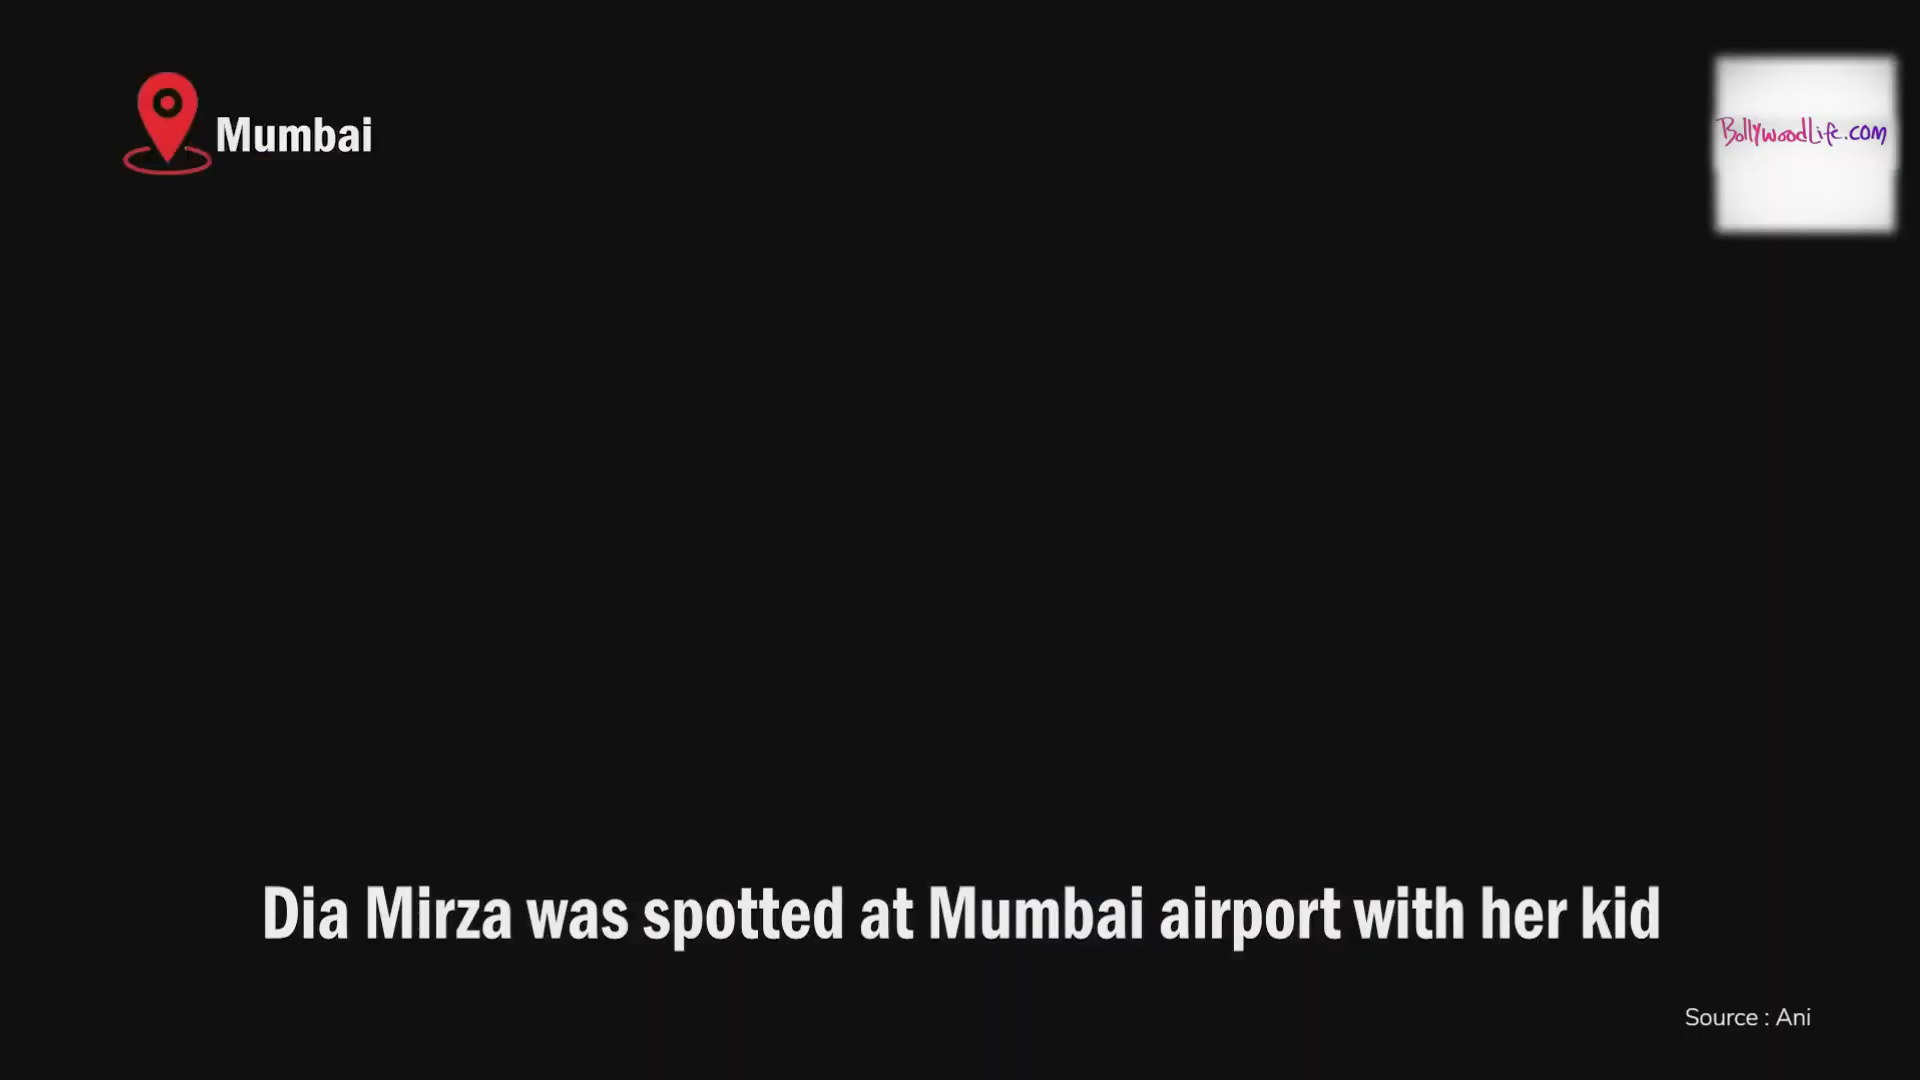 Mumbai
BollywoodLife.com
Dia Mirza was spotted at Mumbai airport with her kid
Source : Ani